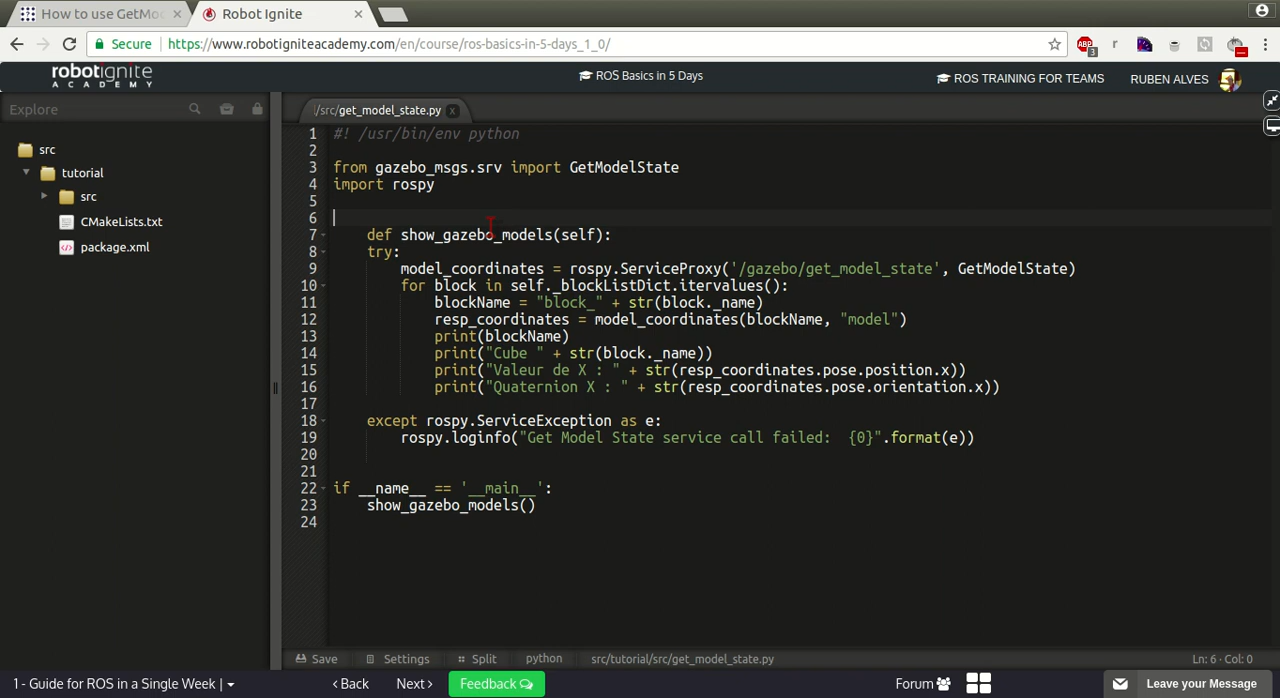 How to use GetMoc
Robot Ignite
Secure
https://www.robotigniteacademy.com/en/course/ros-basics-in-5-days_1_0/
ABP
3
r
robotignite
ACADEMY
ROS Basics in 5 Days
ROS TRAINING FOR TEAMS
RUBEN ALVES
Explore
/src/get_model_state.py x
src
tutorial
src
CMakeLists.txt
package.xml
1 #! /usr/bin/env python
2
3 from gazebo_msgs.srv import GetModelState
4 import rospy
5
6
7 def show_gazebo_models(self):
8 try:
9 model_coordinates = rospy.ServiceProxy('/gazebo/get_model_state', GetModelState)
10 for block in self._blockListDict.itervalues():
11 blockName = "block_" + str(block._name)
12 resp_coordinates = model_coordinates(blockName, "model")
13 print(blockName)
14 print("Cube " + str(block._name))
15 print("Valeur de X : " + str(resp_coordinates.pose.position.x))
16 print("Quaternion X : " + str(resp_coordinates.pose.orientation.x))
17
18 except rospy.ServiceException as e:
19 rospy.loginfo("Get Model State service call failed:  {0}".format(e))
20
21
22 if __name__ == '__main__':
23 show_gazebo_models()
24
Save
Settings
Split
python
src/tutorial/src/get_model_state.py
Ln: 6 · Col: 0
1 - Guide for ROS in a Single Week |
Back
Next
Feedback
Forum
Leave your Message